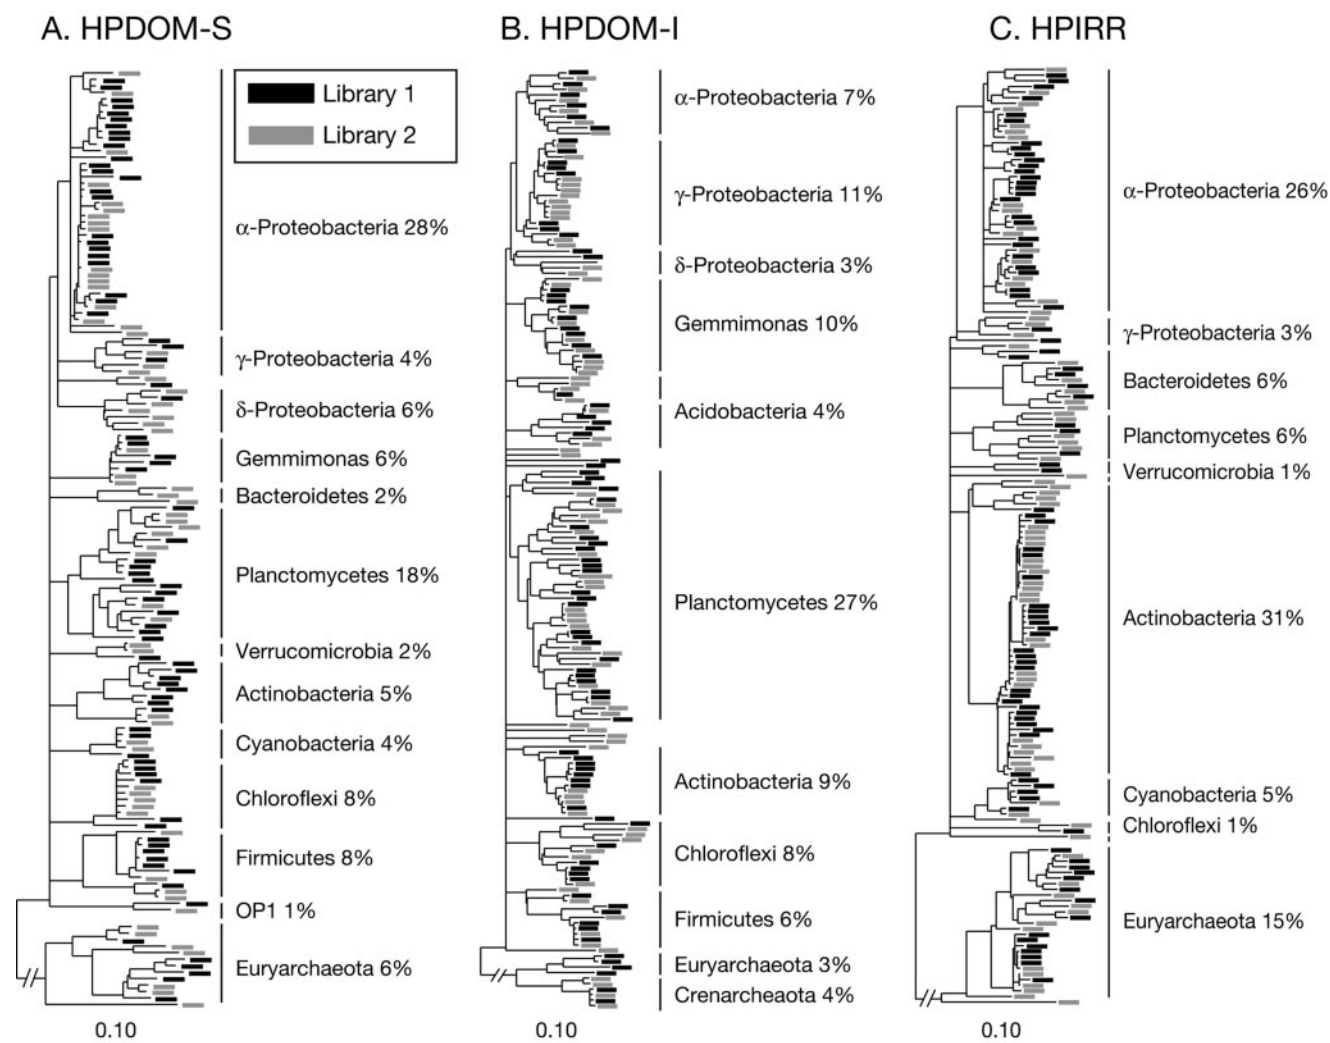 A. HPDOM-S
Library 1
Library 2
α-Proteobacteria 28%
γ-Proteobacteria 4%
δ-Proteobacteria 6%
Gemmimonas 6%
Bacteroidetes 2%
Planctomycetes 18%
Verrucomicrobia 2%
Actinobacteria 5%
Cyanobacteria 4%
Chloroflexi 8%
Firmicutes 8%
OP1 1%
Euryarchaeota 6%
0.10
B. HPDOM-I
α-Proteobacteria 7%
γ-Proteobacteria 11%
δ-Proteobacteria 3%
Gemmimonas 10%
Acidobacteria 4%
Planctomycetes 27%
Actinobacteria 9%
Chloroflexi 8%
Firmicutes 6%
Euryarchaeota 3%
Crenarcheaota 4%
0.10
C. HPIRR
α-Proteobacteria 26%
γ-Proteobacteria 3%
Bacteroidetes 6%
Planctomycetes 6%
Verrucomicrobia 1%
Actinobacteria 31%
Cyanobacteria 5%
Chloroflexi 1%
Euryarchaeota 15%
0.10